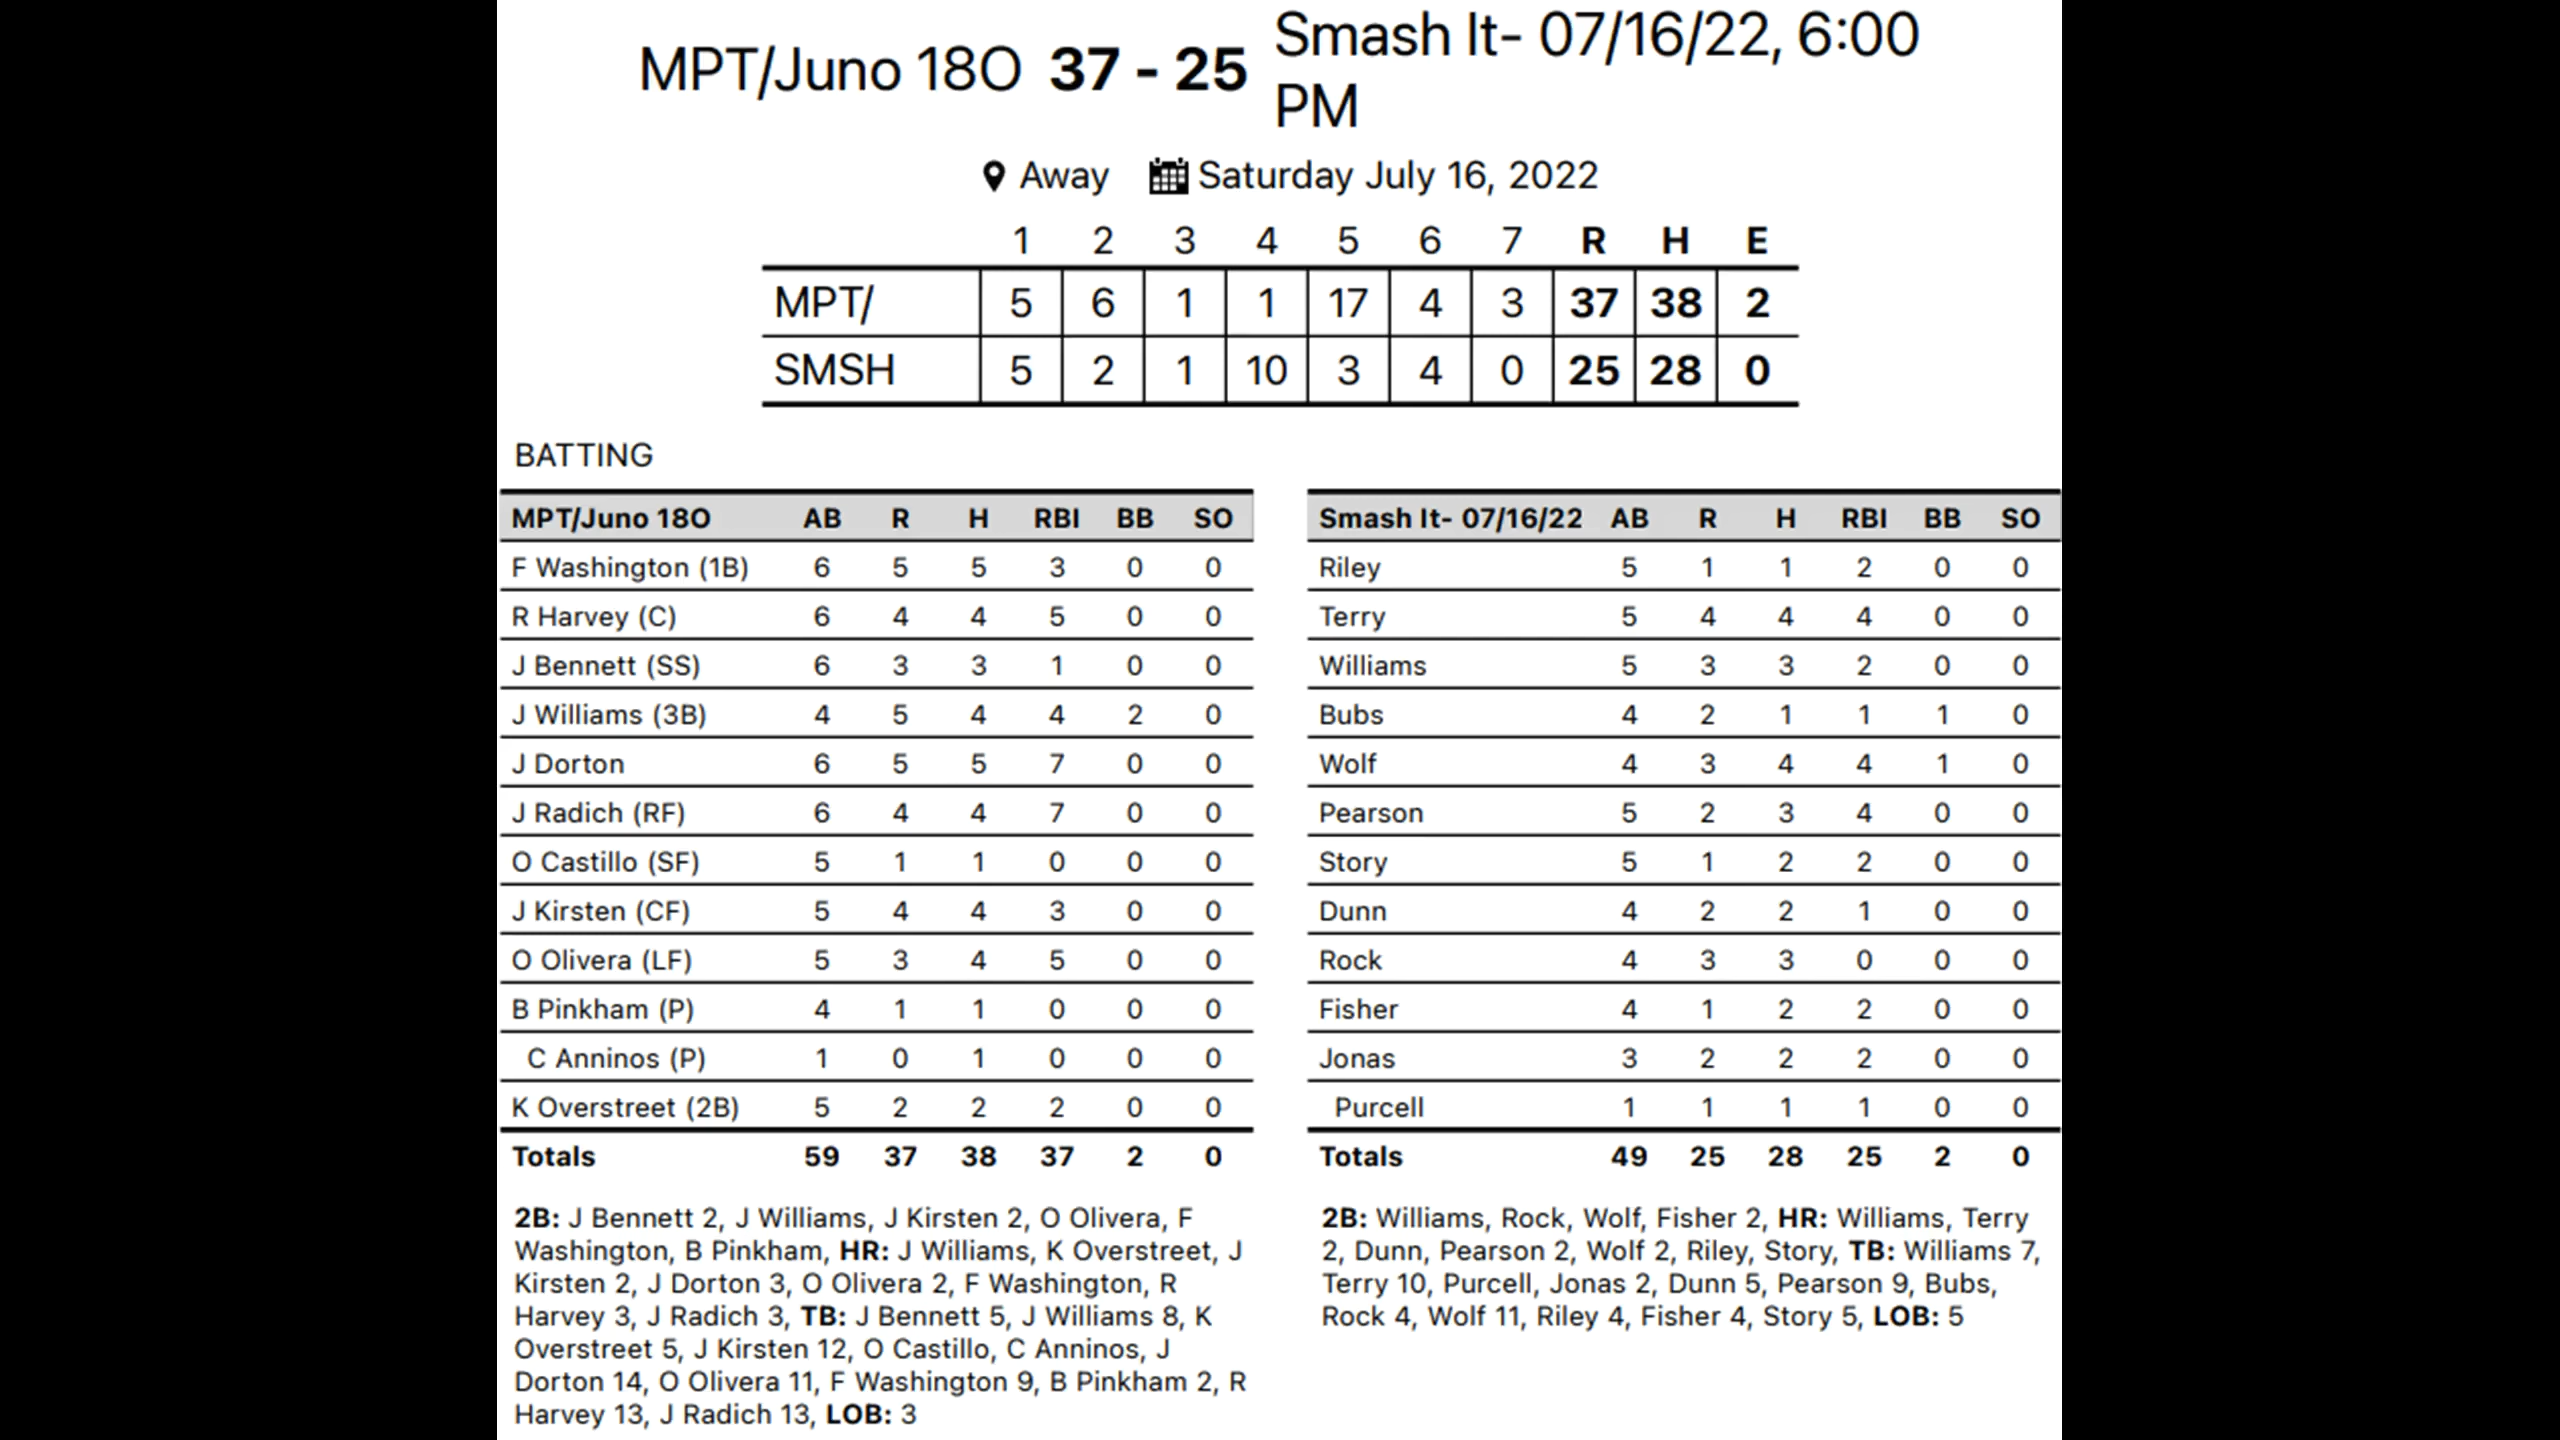 MPT/Juno 18O 37 - 25 Smash It- 07/16/22, 6:00
PM
Away Saturday July 16, 2022
1 2 3 4 5 6 7 R H E
MPT/ 5 6 1 1 17 4 3 37 38 2
SMSH 5 2 1 10 3 4 0 25 28 0
BATTING
MPT/Juno 18O AB R H RBI BB SO
F Washington (1B) 6 5 5 3 0 0
R Harvey (C) 6 4 4 5 0 0
J Bennett (SS) 6 3 3 1 0 0
J Williams (3B) 4 5 4 4 2 0
J Dorton 6 5 5 7 0 0
J Radich (RF) 6 4 4 7 0 0
O Castillo (SF) 5 1 1 0 0 0
J Kirsten (CF) 5 4 4 3 0 0
O Olivera (LF) 5 3 4 5 0 0
B Pinkham (P) 4 1 1 0 0 0
C Anninos (P) 1 0 1 0 0 0
K Overstreet (2B) 5 2 2 2 0 0
Totals 59 37 38 37 2 0
2B: J Bennett 2, J Williams, J Kirsten 2, O Olivera, F
Washington, B Pinkham, HR: J Williams, K Overstreet, J
Kirsten 2, J Dorton 3, O Olivera 2, F Washington, R
Harvey 3, J Radich 3, TB: J Bennett 5, J Williams 8, K
Overstreet 5, J Kirsten 12, O Castillo, C Anninos, J
Dorton 14, O Olivera 11, F Washington 9, B Pinkham 2, R
Harvey 13, J Radich 13, LOB: 3
Smash It- 07/16/22 AB R H RBI BB SO
Riley 5 1 1 2 0 0
Terry 5 4 4 4 0 0
Williams 5 3 3 2 0 0
Bubs 4 2 1 1 1 0
Wolf 4 3 4 4 1 0
Pearson 5 2 3 4 0 0
Story 5 1 2 2 0 0
Dunn 4 2 2 1 0 0
Rock 4 3 3 0 0 0
Fisher 4 1 2 2 0 0
Jonas 3 2 2 2 0 0
Purcell 1 1 1 1 0 0
Totals 49 25 28 25 2 0
2B: Williams, Rock, Wolf, Fisher 2, HR: Williams, Terry
2, Dunn, Pearson 2, Wolf 2, Riley, Story, TB: Williams 7,
Terry 10, Purcell, Jonas 2, Dunn 5, Pearson 9, Bubs,
Rock 4, Wolf 11, Riley 4, Fisher 4, Story 5, LOB: 5